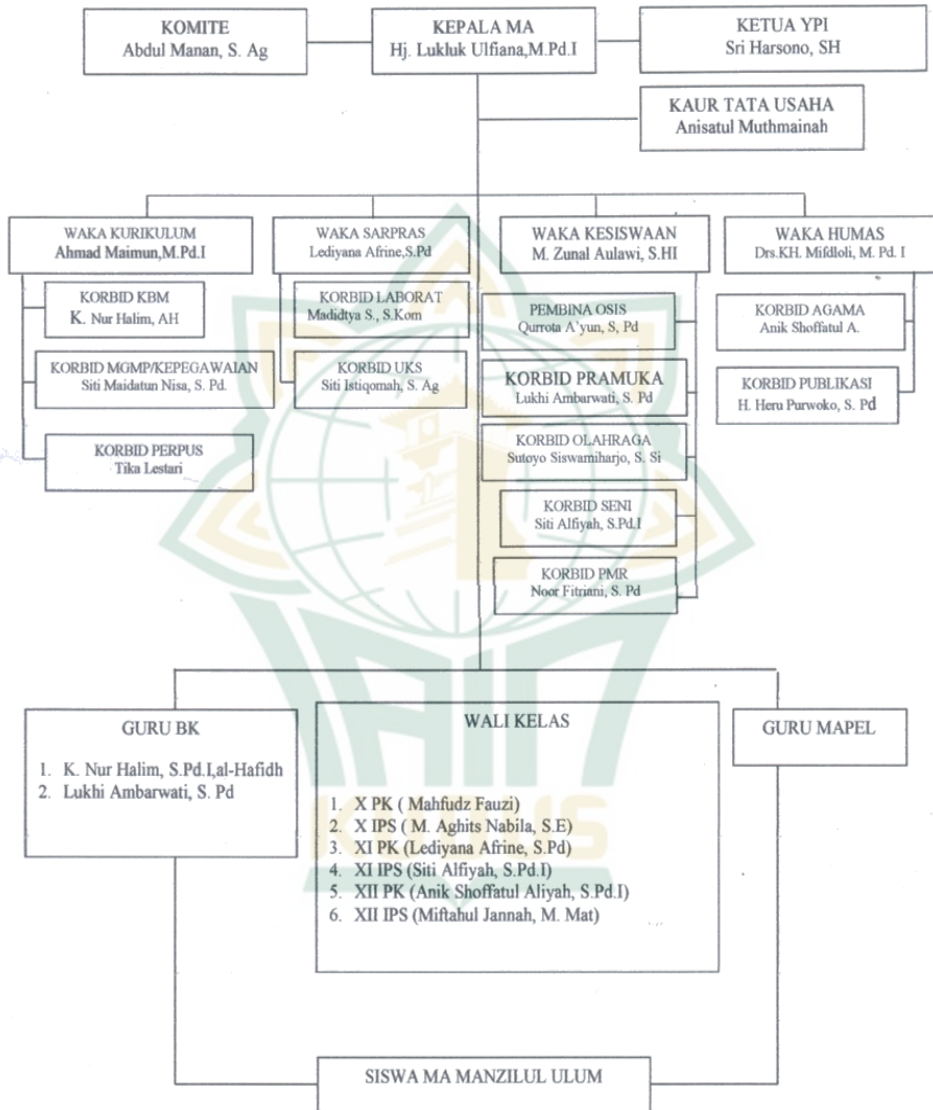 KOMITE
Abdul Manan, S. Ag
KEPALA MA
Hj. Lukluk Ulfiana,M.Pd.I
KETUA YPI
Sri Harsono, SH
KAUR TATA USAHA
Anisatul Muthmainah
WAKA KURIKULUM
Ahmad Maimun,M.Pd.I
KORBID KBM
K. Nur Halim, AH
KORBID MGMP/KEPEGAWAIAN
Siti Maidatun Nisa, S. Pd.
KORBID PERPUS
Tika Lestari
WAKA SARPRAS
Lediyana Afrine,S.Pd
KORBID LABORAT
Madidtya S., S.Kom
KORBID UKS
Siti Istiqomah, S. Ag
WAKA KESISWAAN
M. Zunal Aulawi, S.HI
PEMBINA OSIS
Qurrota A'yun, S, Pd
KORBID PRAMUKA
Lukhi Ambarwati, S. Pd
KORBID OLAHRAGA
Sutoyo Siswamiharjo, S. Si
KORBID SENI
Siti Alfiyah, S.Pd.I
KORBID PMR
Noor Fitriani, S. Pd
WAKA HUMAS
Drs.KH. Mifdloli, M. Pd. I
KORBID AGAMA
Anik Shoffatul A.
KORBID PUBLIKASI
H. Heru Purwoko, S. Pd
GURU BK
1. K. Nur Halim, S.Pd.I,al-Hafidh
2. Lukhi Ambarwati, S. Pd
WALI KELAS
1. X PK ( Mahfudz Fauzi)
2. X IPS ( M. Aghits Nabila, S.E)
3. XI PK (Lediyana Afrine, S.Pd)
4. XI IPS (Siti Alfiyah, S.Pd.I)
5. XII PK (Anik Shoffatul Aliyah, S.Pd.I)
6. XII IPS (Miftahul Jannah, M. Mat)
GURU MAPEL
SISWA MA MANZILUL ULUM
IAIN
KUDUS